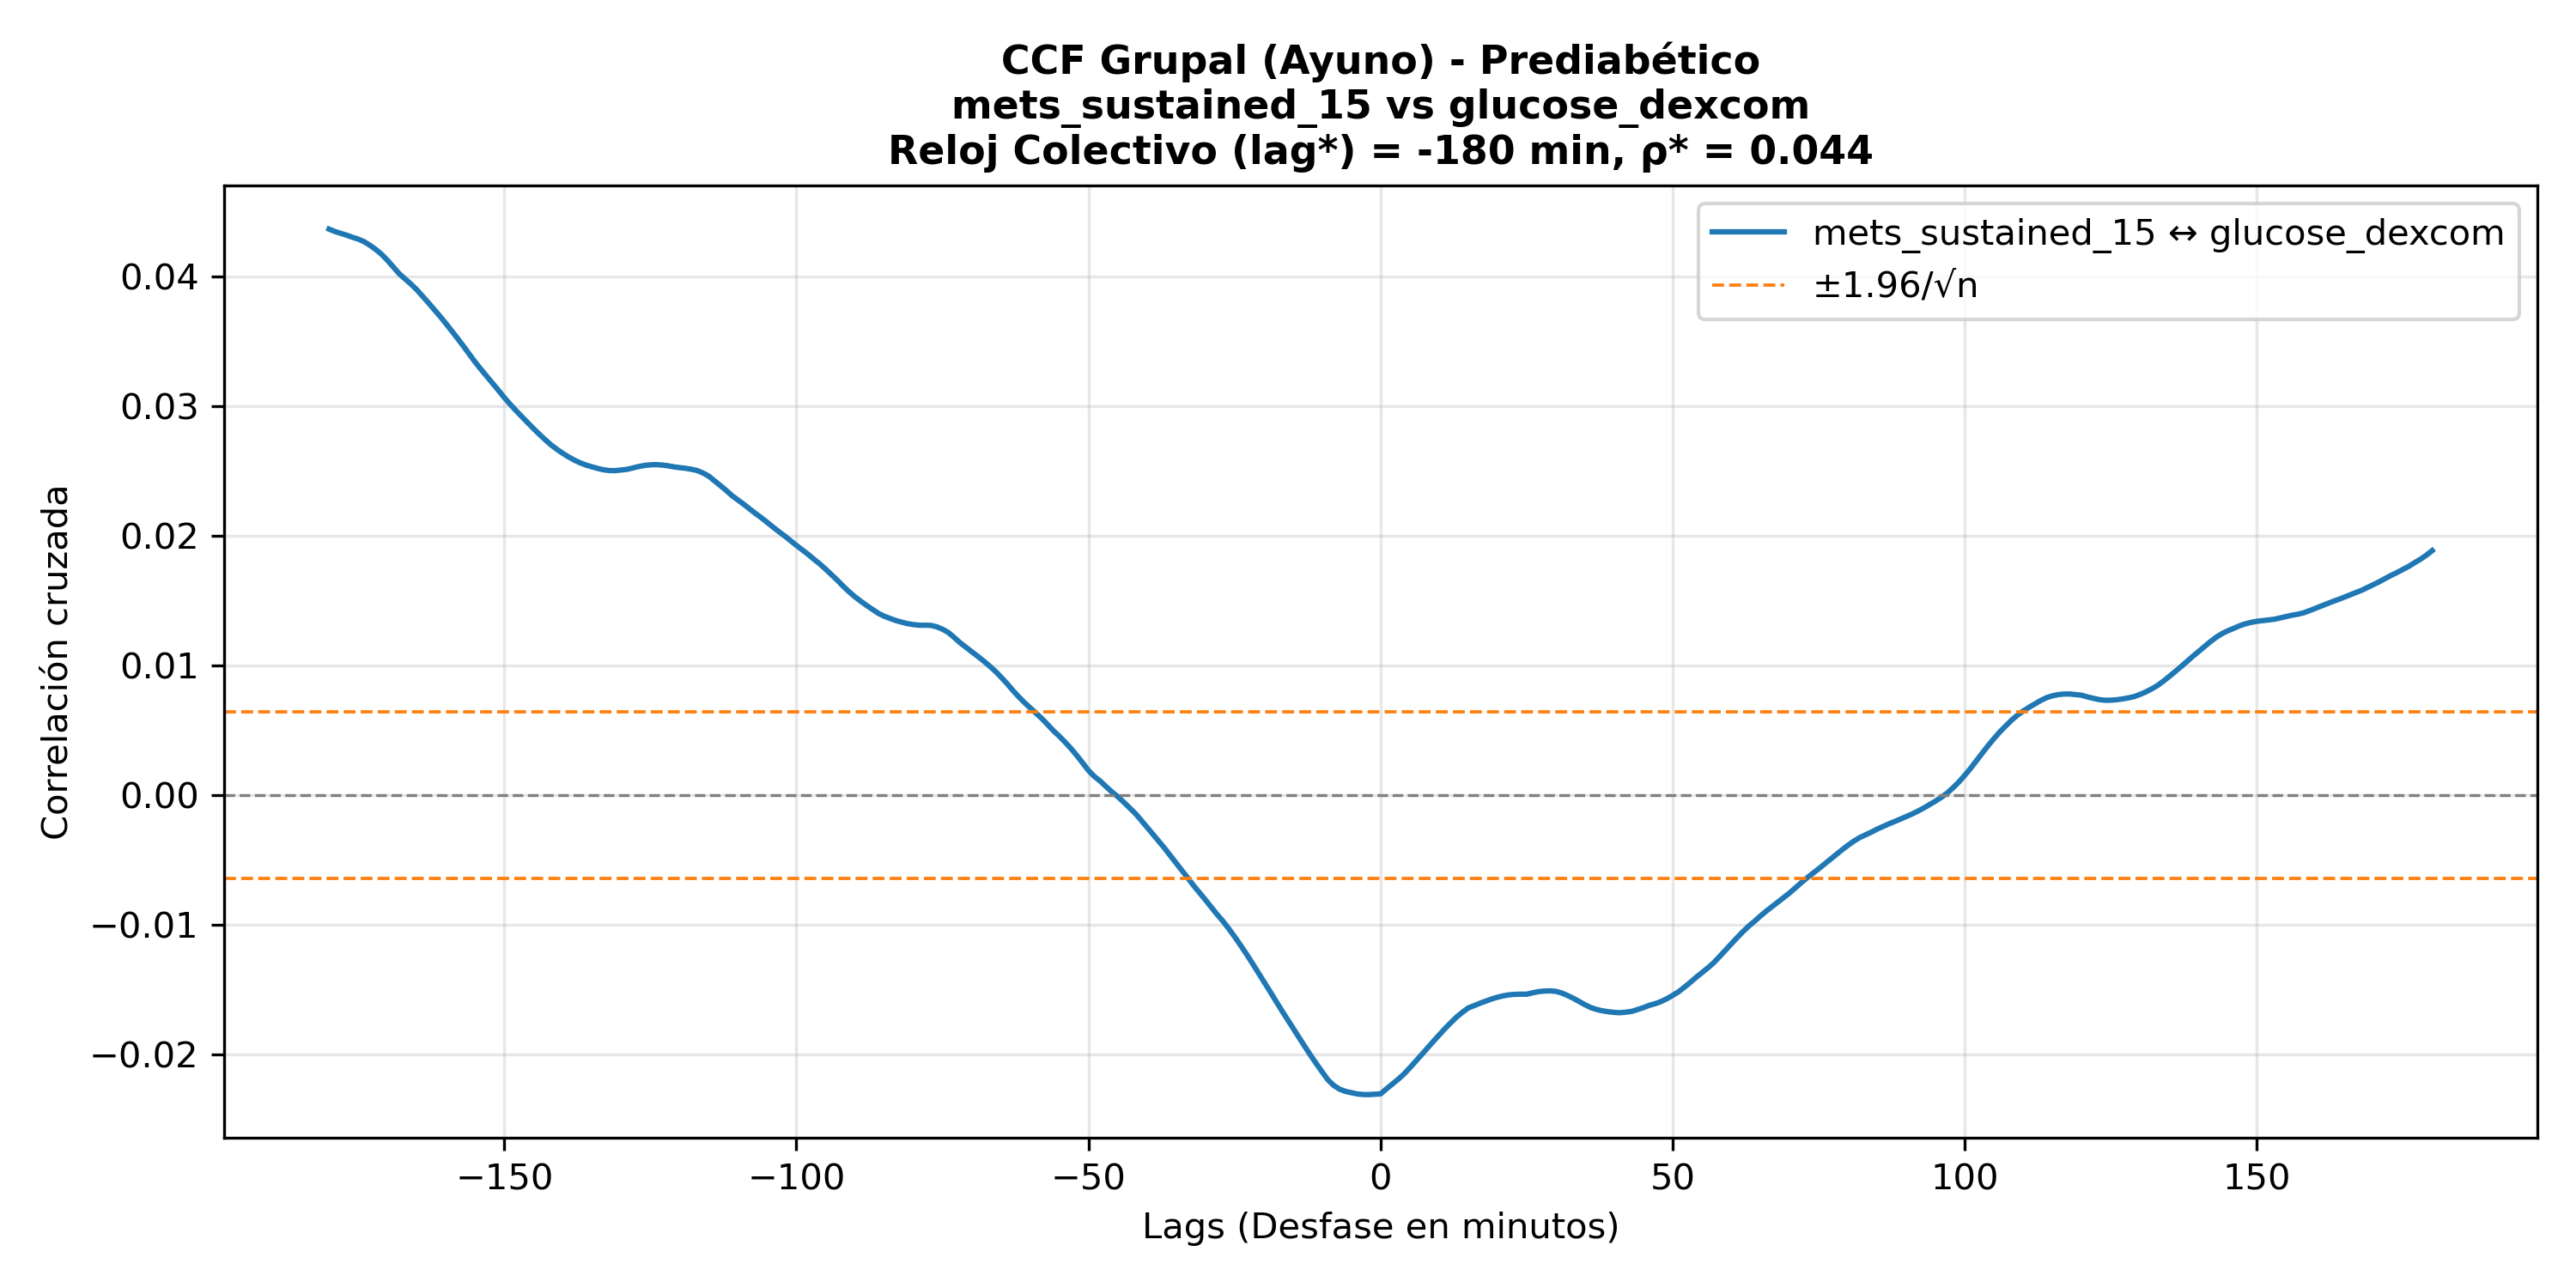 CCF Grupal (Ayuno) - Prediabético
mets_sustained_15 vs glucose_dexcom
Reloj Colectivo (lag*) = -180 min, ρ* = 0.044
mets_sustained_15 ↔ glucose_dexcom
±1.96/√n
Correlación cruzada
0.04
0.03
0.02
0.01
0.00
−0.01
−0.02
−150
−100
−50
0
50
100
150
Lags (Desfase en minutos)